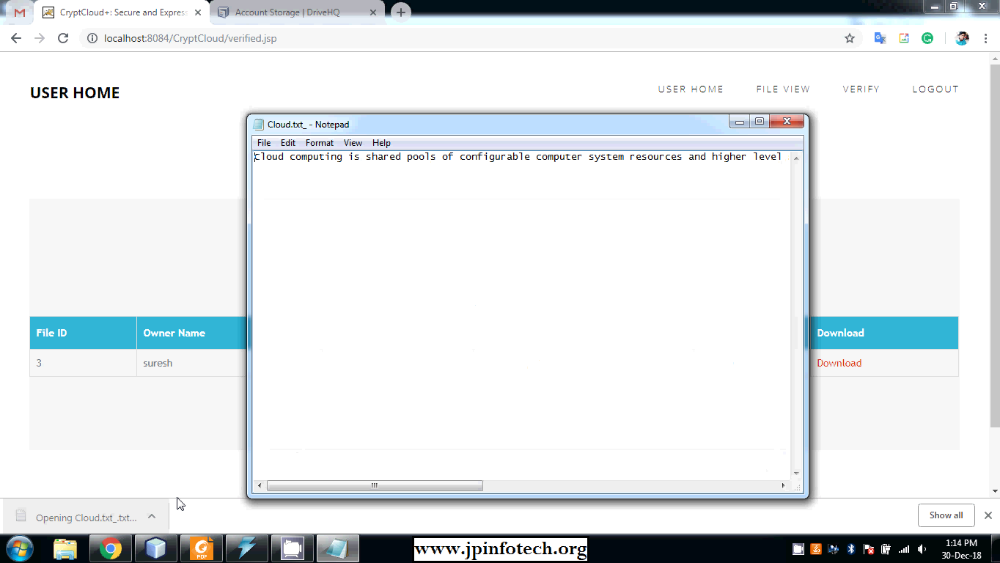 CryptCloud+: Secure and Express
Account Storage | DriveHQ
localhost:8084/CryptCloud/verified.jsp
USER HOME
USER HOME FILE VIEW VERIFY LOGOUT
Cloud.txt_ - Notepad
File Edit Format View Help
cloud computing is shared pools of configurable computer system resources and higher level
File ID Owner Name Download
3 suresh Download
Opening Cloud.txt_.txt...
Show all
PDF
www.jpinfotech.org
1:14 PM
30-Dec-18